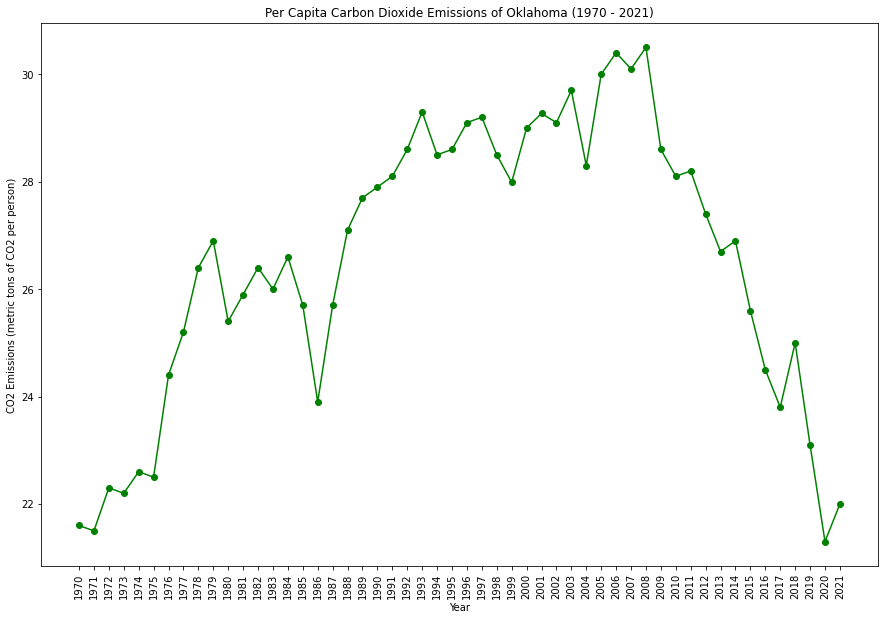 Per Capita Carbon Dioxide Emissions of Oklahoma (1970 - 2021)
CO2 Emissions (metric tons of CO2 per person)
30
28
26
24
22
1970 1971 1972 1973 1974 1975 1976 1977 1978 1979 1980 1981 1982 1983 1984 1985 1986 1987 1988 1989 1990 1991 1992 1993 1994 1995 1996 1997 1998 1999 2000 2001 2002 2003 2004 2005 2006 2007 2008 2009 2010 2011 2012 2013 2014 2015 2016 2017 2018 2019 2020 2021
Year